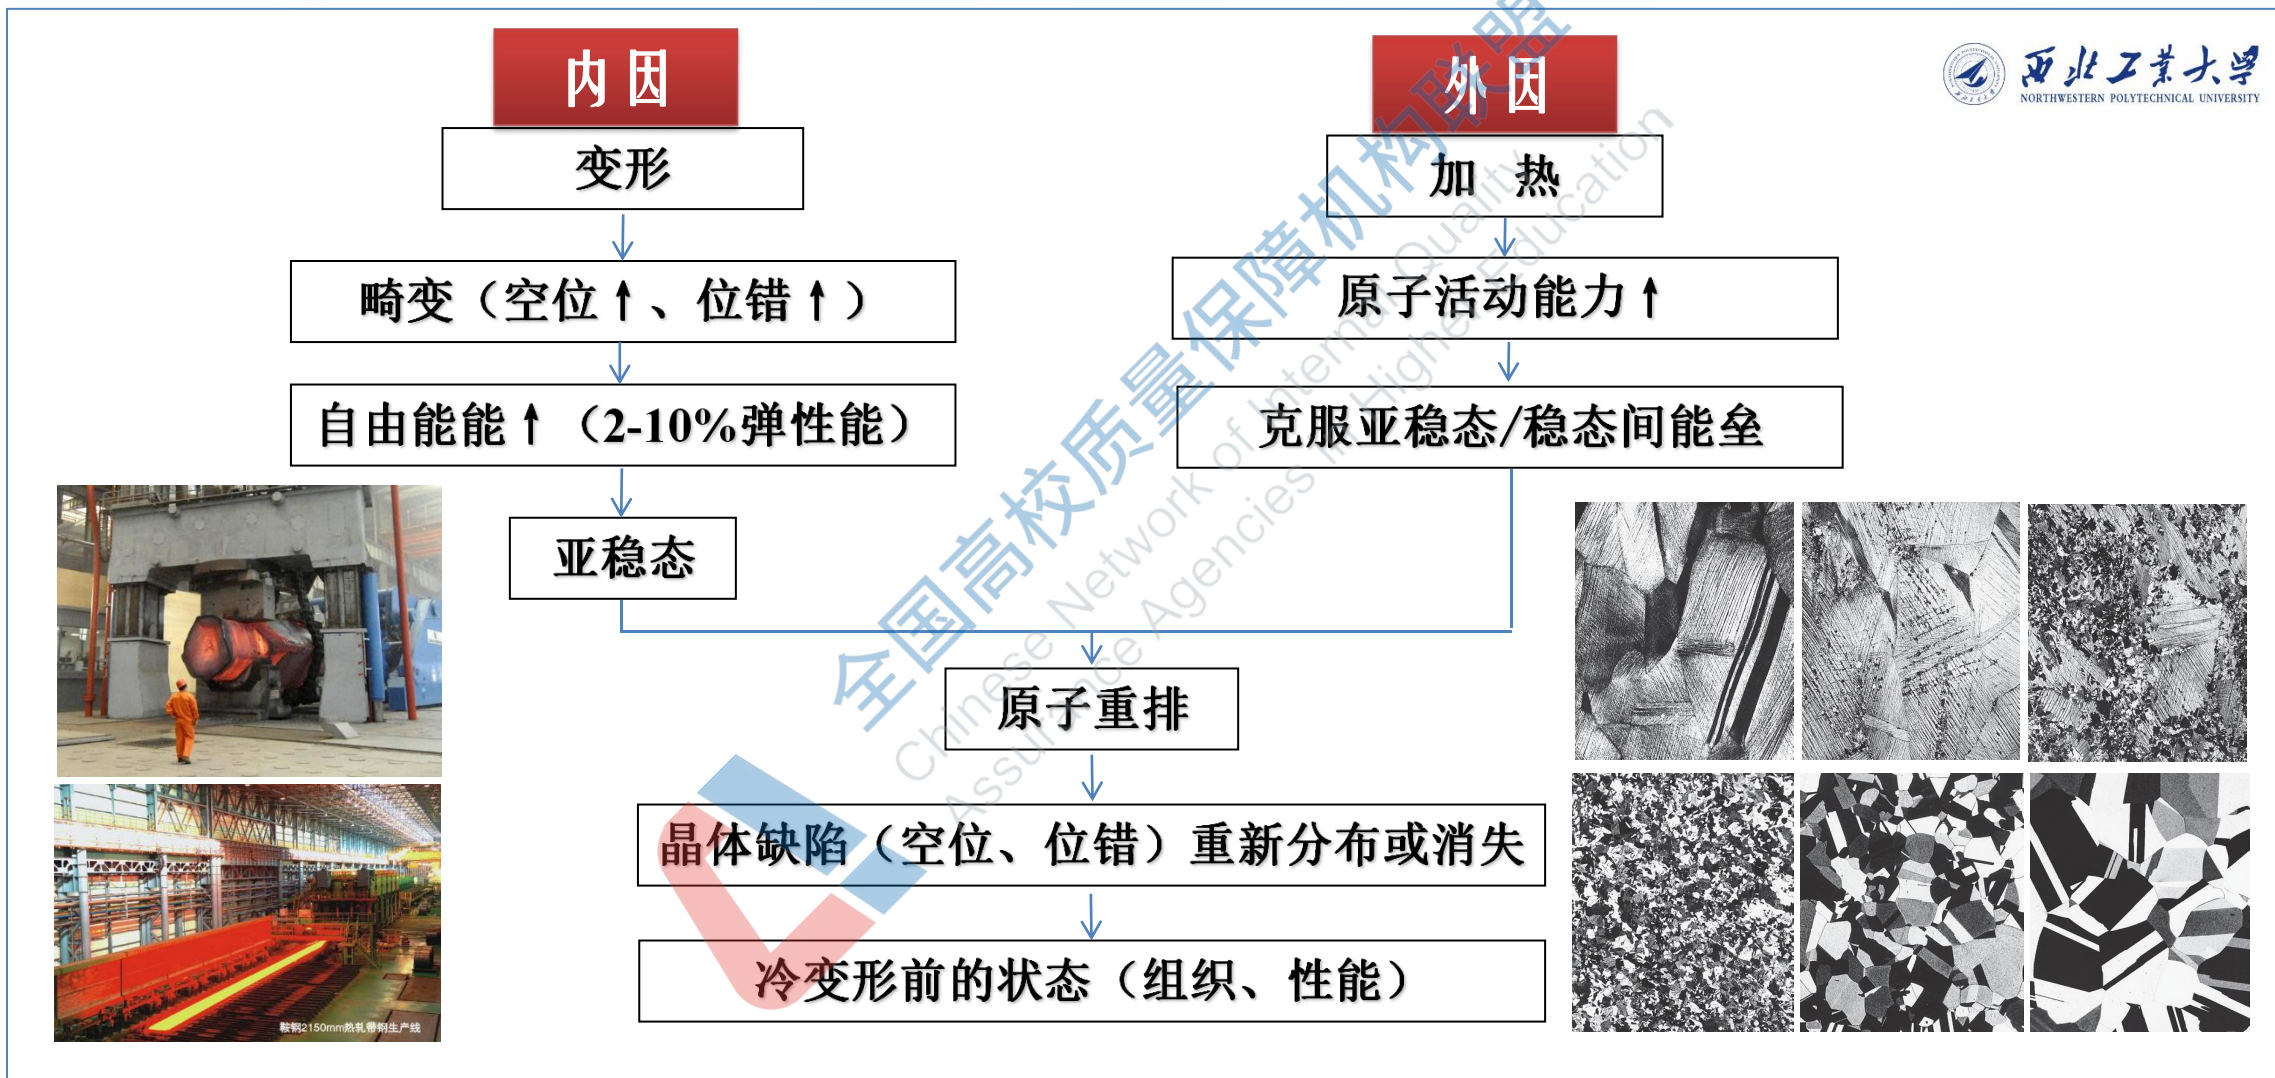 内因
外因
西北工业大学
NORTHWESTERN POLYTECHNICAL UNIVERSITY
变形
加 热
畸变（空位↑、位错↑）
原子活动能力↑
自由能能↑（2-10%弹性能）
克服亚稳态/稳态间能垒
亚稳态
原子重排
晶体缺陷（空位、位错）重新分布或消失
冷变形前的状态（组织、性能）
鞍钢2150mm热轧带钢生产线
全国高校质量保障机构联盟
Chinese Network of Internal Quality
Assurance Agencies in Higher Education